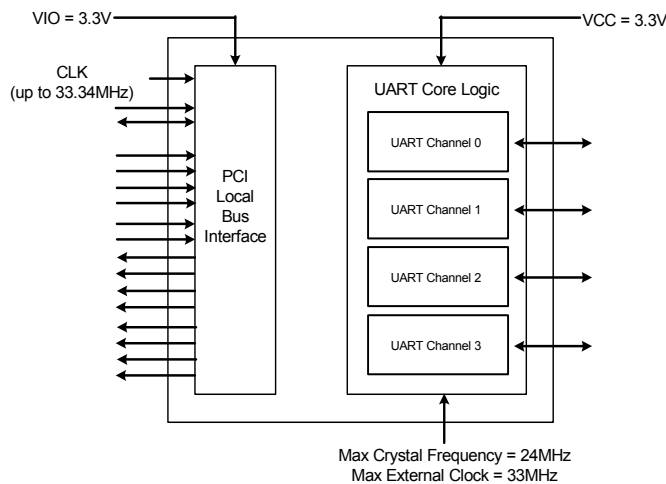 VIO = 3.3V
VCC = 3.3V
CLK
(up to 33.34MHz)
PCI
Local
Bus
Interface
UART Core Logic
UART Channel 0
UART Channel 1
UART Channel 2
UART Channel 3
Max Crystal Frequency = 24MHz
Max External Clock = 33MHz